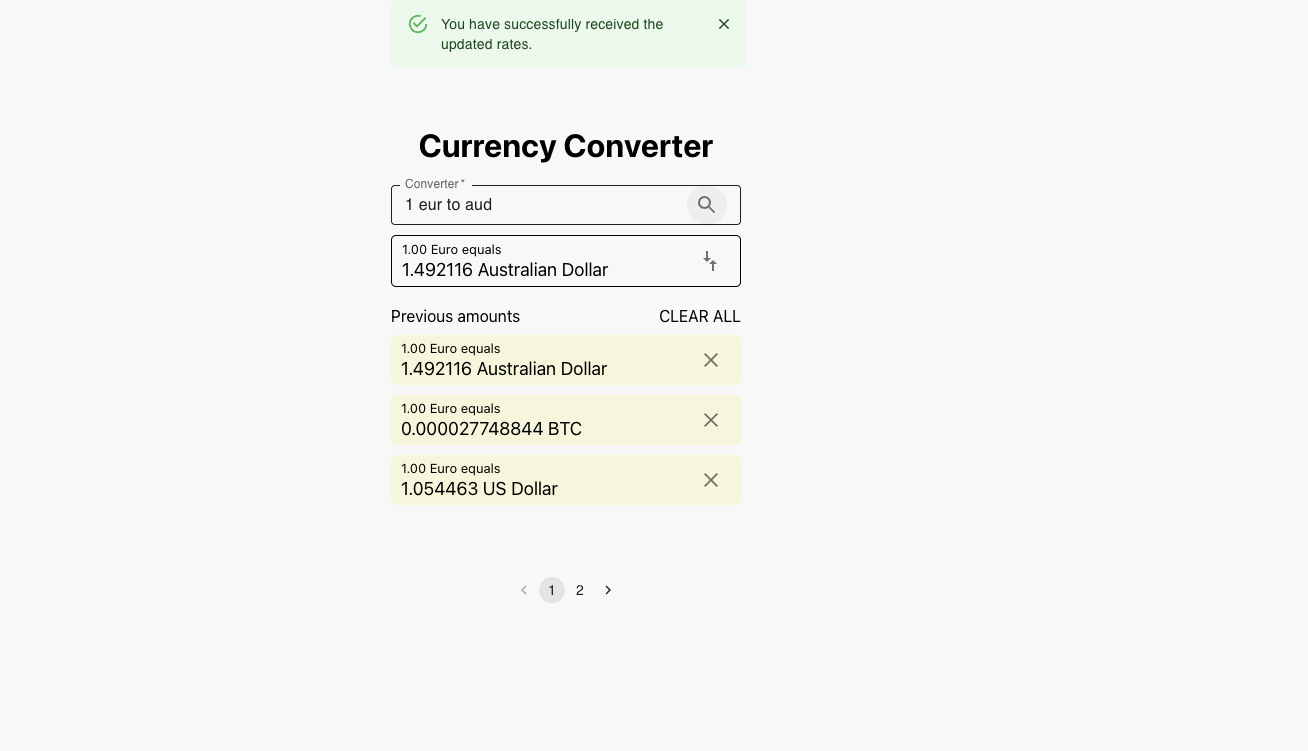 You have successfully received the
updated rates.
Currency Converter
Converter *
1 eur to aud
1.00 Euro equals
1.492116 Australian Dollar
Previous amounts CLEAR ALL
1.00 Euro equals
1.492116 Australian Dollar
1.00 Euro equals
0.000027748844 BTC
1.00 Euro equals
1.054463 US Dollar
1 2